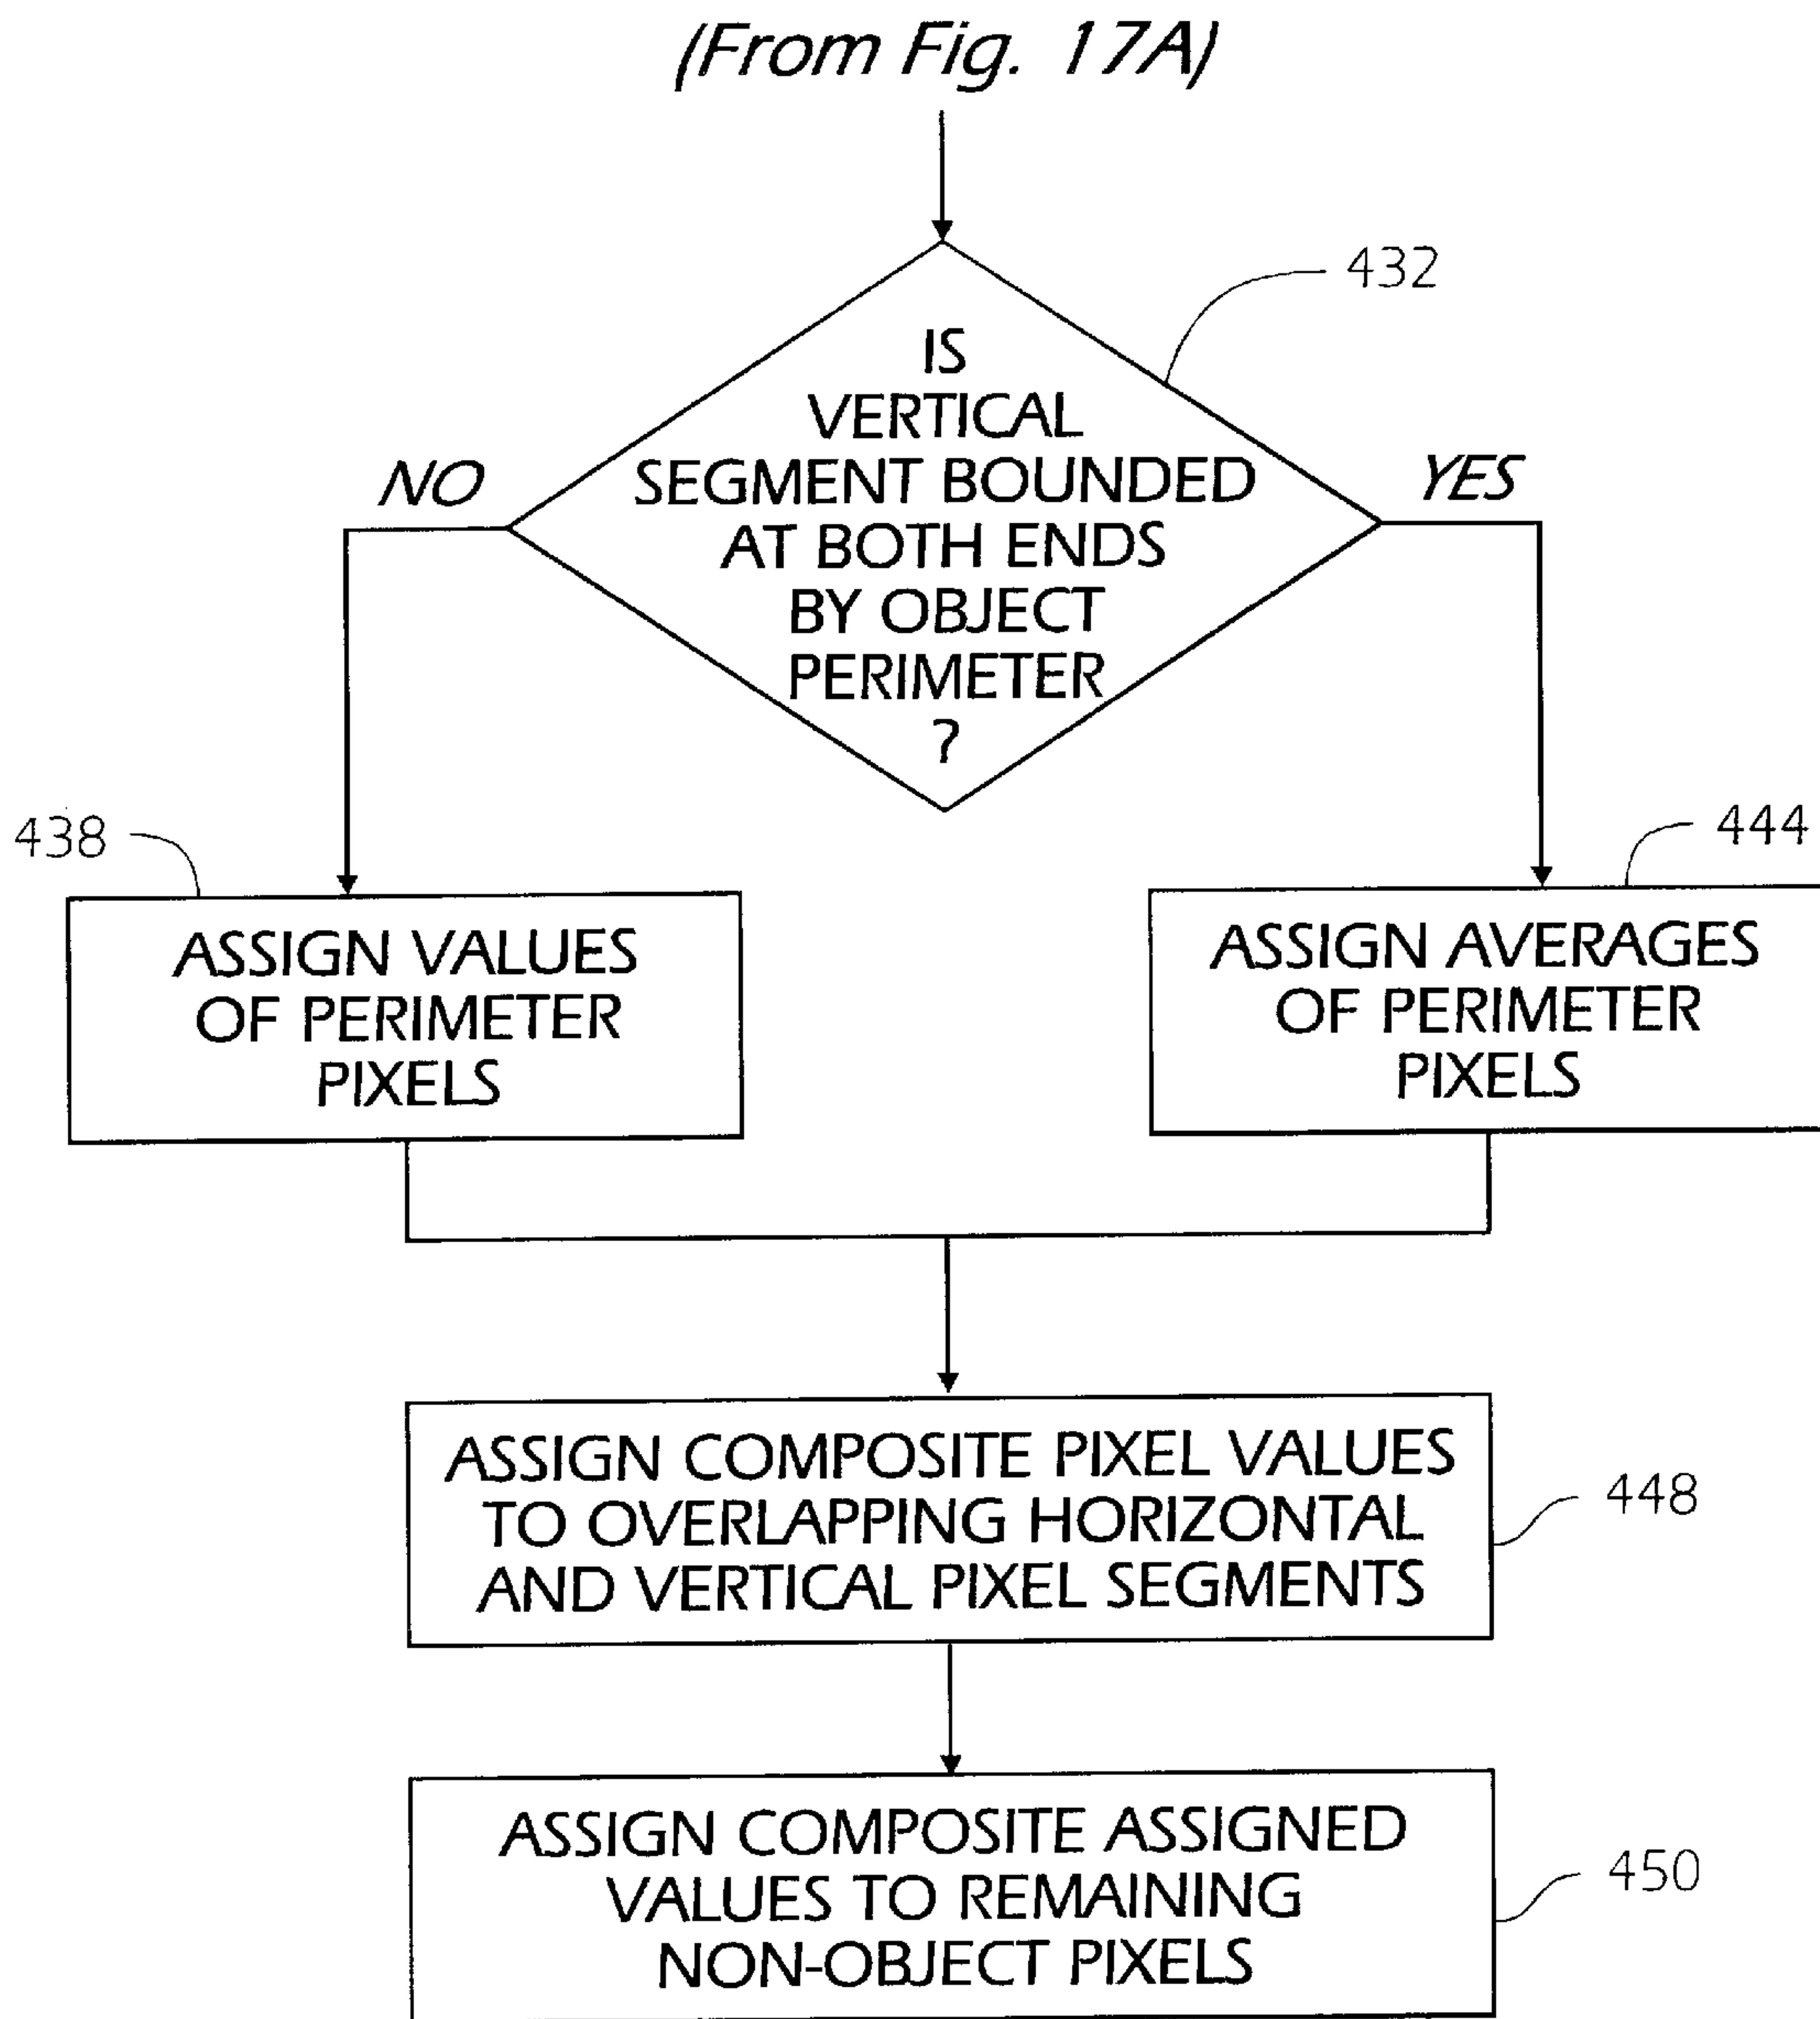 (From Fig. 17A)
432
IS
VERTICAL
SEGMENT BOUNDED
AT BOTH ENDS
BY OBJECT
PERIMETER
?
NO
YES
438
ASSIGN VALUES
OF PERIMETER
PIXELS
444
ASSIGN AVERAGES
OF PERIMETER
PIXELS
ASSIGN COMPOSITE PIXEL VALUES
TO OVERLAPPING HORIZONTAL
AND VERTICAL PIXEL SEGMENTS
448
ASSIGN COMPOSITE ASSIGNED
VALUES TO REMAINING
NON-OBJECT PIXELS
450